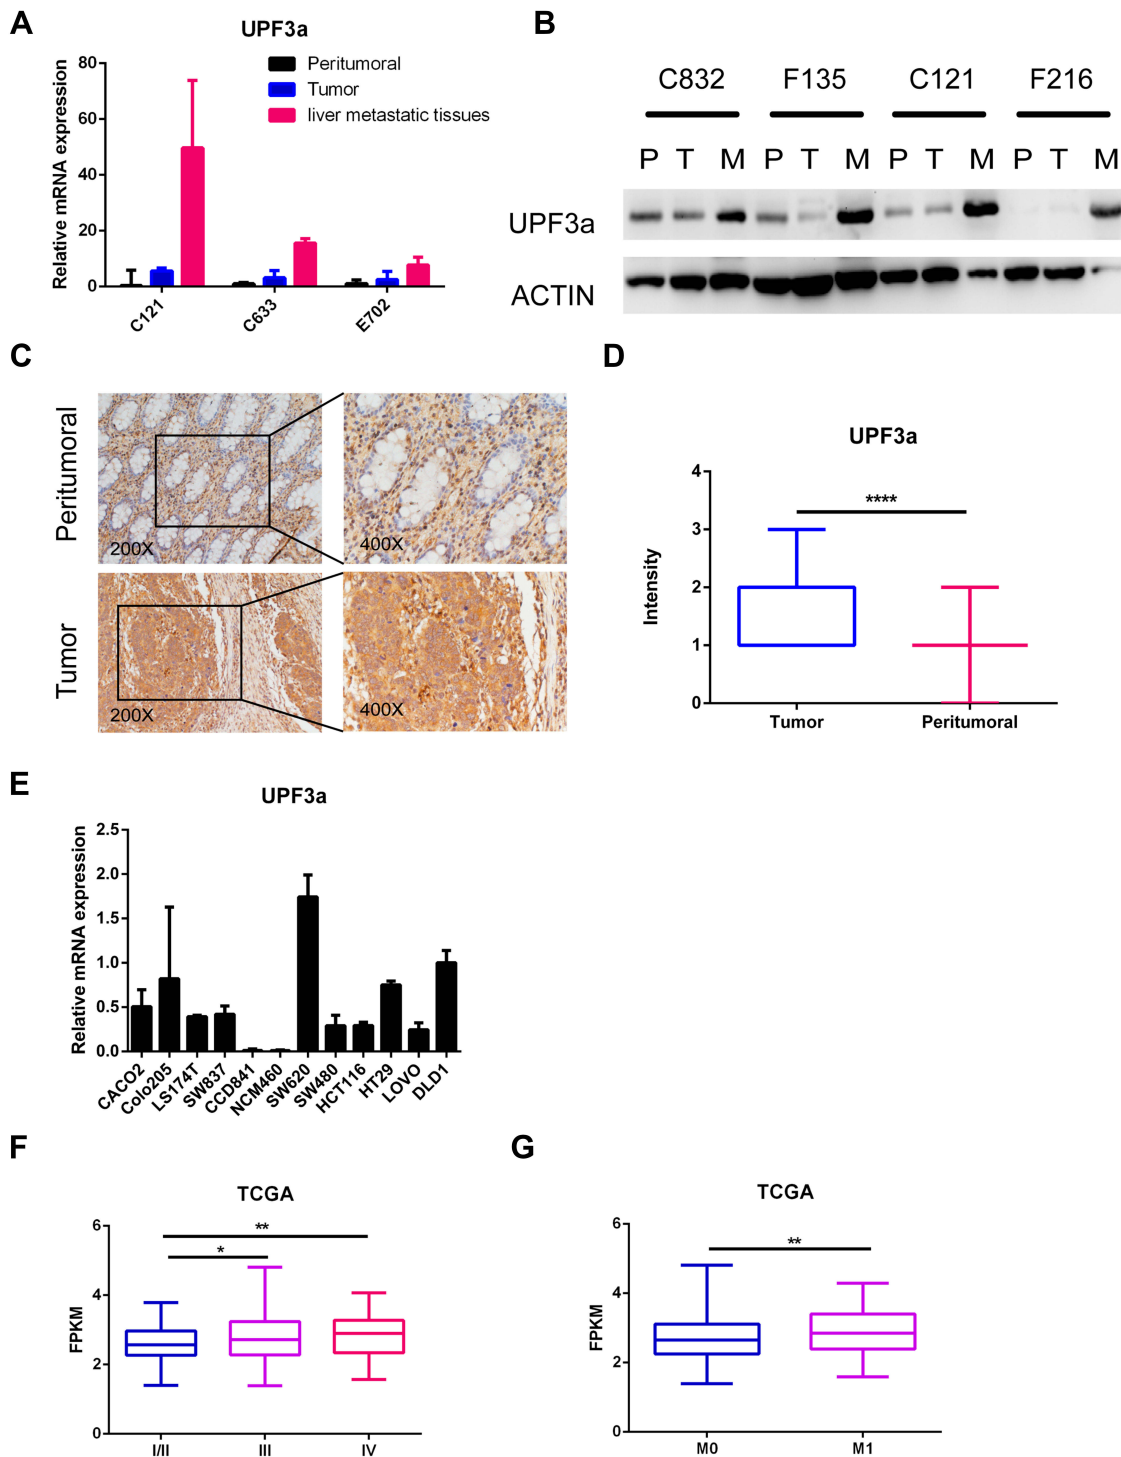 A
UPF3a
Relative mRNA expression
80
60
40
20
0
Peritumoral
Tumor
liver metastatic tissues
C121
C633
E702
B
C832 F135 C121 F216
P T M P T M P T M P T M
UPF3a
ACTIN
C
Peritumoral
200X
400X
Tumor
200X
400X
D
UPF3a
Intensity
4
3
2
1
0
****
Tumor Peritumoral
E
UPF3a
Relative mRNA expression
2.5
2.0
1.5
1.0
0.5
0.0
CACO2
Colo205
LS174T
SW837
CCD841
NCM460
SW620
SW480
HCT116
HT29
LOVO
DLD1
F
TCGA
FPKM
6
4
2
0
**
*
I/II III IV
G
TCGA
FPKM
6
4
2
0
**
M0 M1